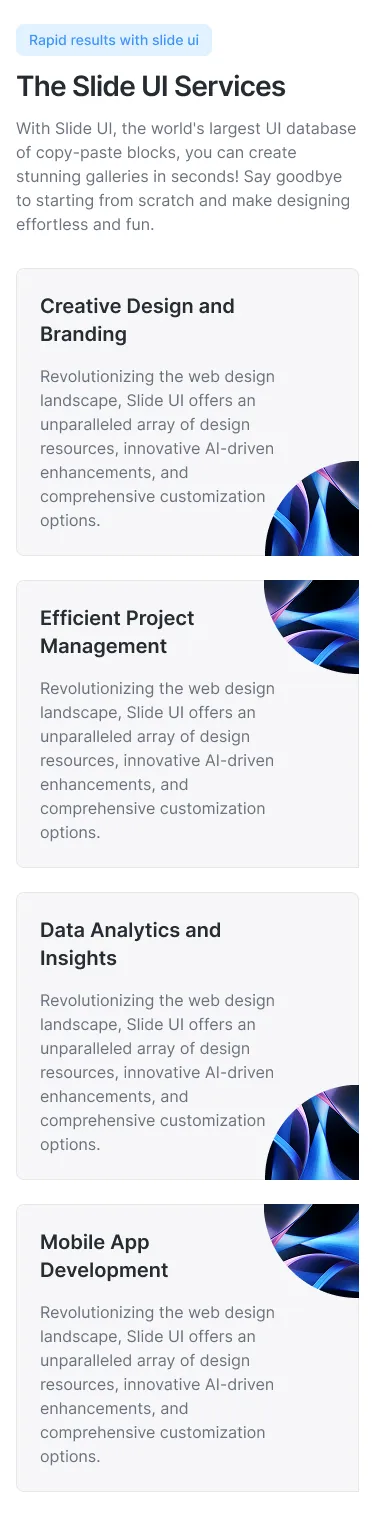 Rapid results with slide ui
The Slide UI Services
With Slide UI, the world's largest UI database
of copy-paste blocks, you can create
stunning galleries in seconds! Say goodbye
to starting from scratch and make designing
effortless and fun.
Creative Design and
Branding
Revolutionizing the web design
landscape, Slide UI offers an
unparalleled array of design
resources, innovative AI-driven
enhancements, and
comprehensive customization
options.
Efficient Project
Management
Revolutionizing the web design
landscape, Slide UI offers an
unparalleled array of design
resources, innovative AI-driven
enhancements, and
comprehensive customization
options.
Data Analytics and
Insights
Revolutionizing the web design
landscape, Slide UI offers an
unparalleled array of design
resources, innovative AI-driven
enhancements, and
comprehensive customization
options.
Mobile App
Development
Revolutionizing the web design
landscape, Slide UI offers an
unparalleled array of design
resources, innovative AI-driven
enhancements, and
comprehensive customization
options.